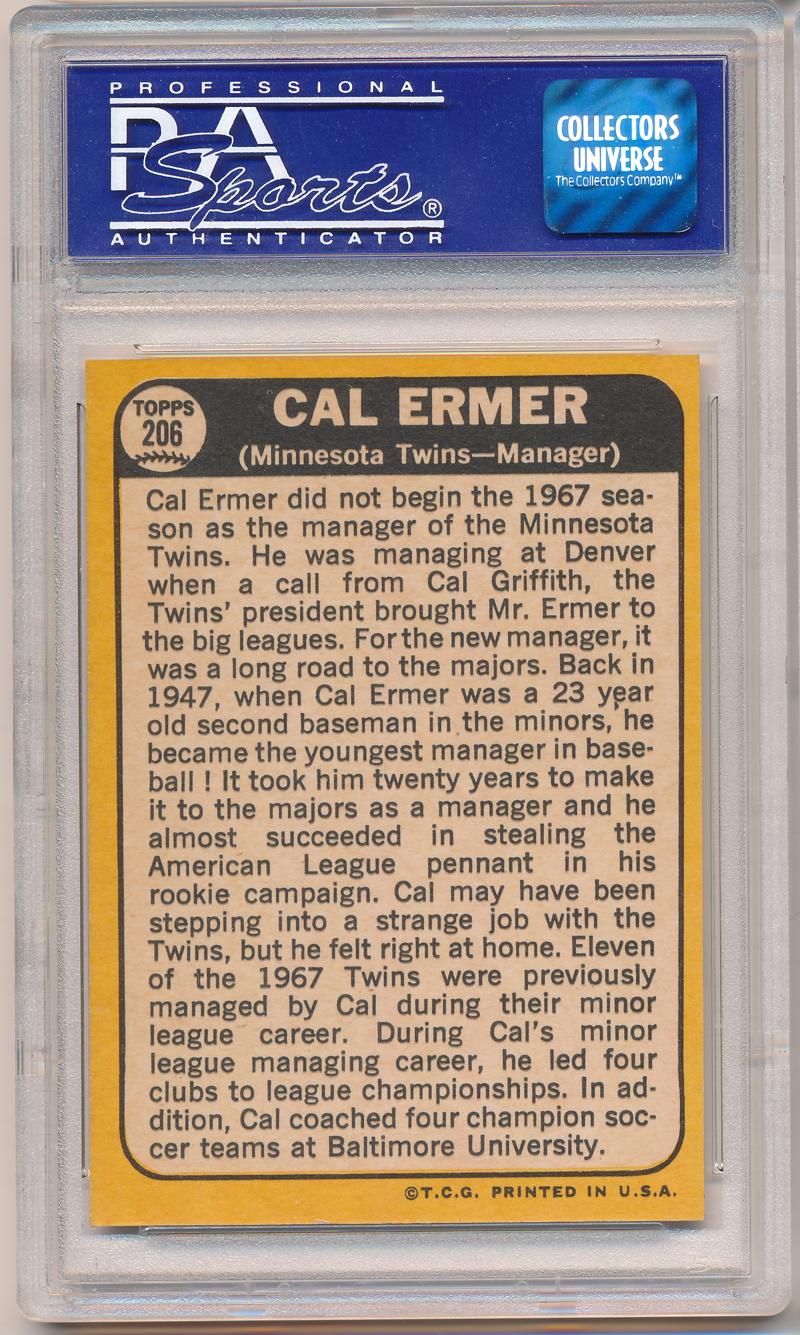 PROFESSIONAL
PSA
Sports®
AUTHENTICATOR
COLLECTORS
UNIVERSE
The Collectors Company™
TOPPS
206
CAL ERMER
(Minnesota Twins—Manager)
Cal Ermer did not begin the 1967 sea-
son as the manager of the Minnesota
Twins. He was managing at Denver
when a call from Cal Griffith, the
Twins' president brought Mr. Ermer to
the big leagues. For the new manager, it
was a long road to the majors. Back in
1947, when Cal Ermer was a 23 year
old second baseman in the minors, he
became the youngest manager in base-
ball ! It took him twenty years to make
it to the majors as a manager and he
almost succeeded in stealing the
American League pennant in his
rookie campaign. Cal may have been
stepping into a strange job with the
Twins, but he felt right at home. Eleven
of the 1967 Twins were previously
managed by Cal during their minor
league career. During Cal's minor
league managing career, he led four
clubs to league championships. In ad-
dition, Cal coached four champion soc-
cer teams at Baltimore University.
©T.C.G. PRINTED IN U.S.A.